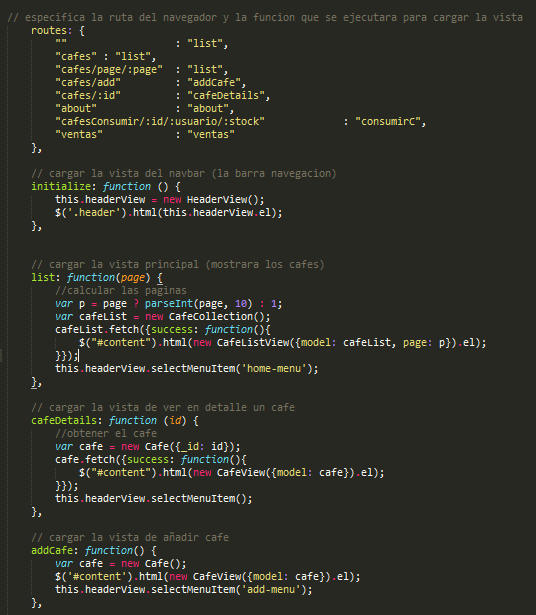 // especifica la ruta del navegador y la funcion que se ejecutara para cargar la vista
routes: {
"" : "list",
"cafes" : "list",
"cafes/page/:page" : "list",
"cafes/add" : "addCafe",
"cafes/:id" : "cafeDetails",
"about" : "about",
"cafesConsumir/:id/:usuario/:stock" : "consumirC",
"ventas" : "ventas"
},
// cargar la vista del navbar (la barra navegacion)
initialize: function () {
this.headerView = new HeaderView();
$('.header').html(this.headerView.el);
},
// cargar la vista principal (mostrara los cafes)
list: function(page) {
//calcular las paginas
var p = page ? parseInt(page, 10) : 1;
var cafeList = new CafeCollection();
cafeList.fetch({success: function(){
$("#content").html(new CafeListView({model: cafeList, page: p}).el);
}});
this.headerView.selectMenuItem('home-menu');
},
// cargar la vista de ver en detalle un cafe
cafeDetails: function (id) {
//obtener el cafe
var cafe = new Cafe({_id: id});
cafe.fetch({success: function(){
$("#content").html(new CafeView({model: cafe}).el);
}});
this.headerView.selectMenuItem();
},
// cargar la vista de añadir cafe
addCafe: function() {
var cafe = new Cafe();
$('#content').html(new CafeView({model: cafe}).el);
this.headerView.selectMenuItem('add-menu');
},